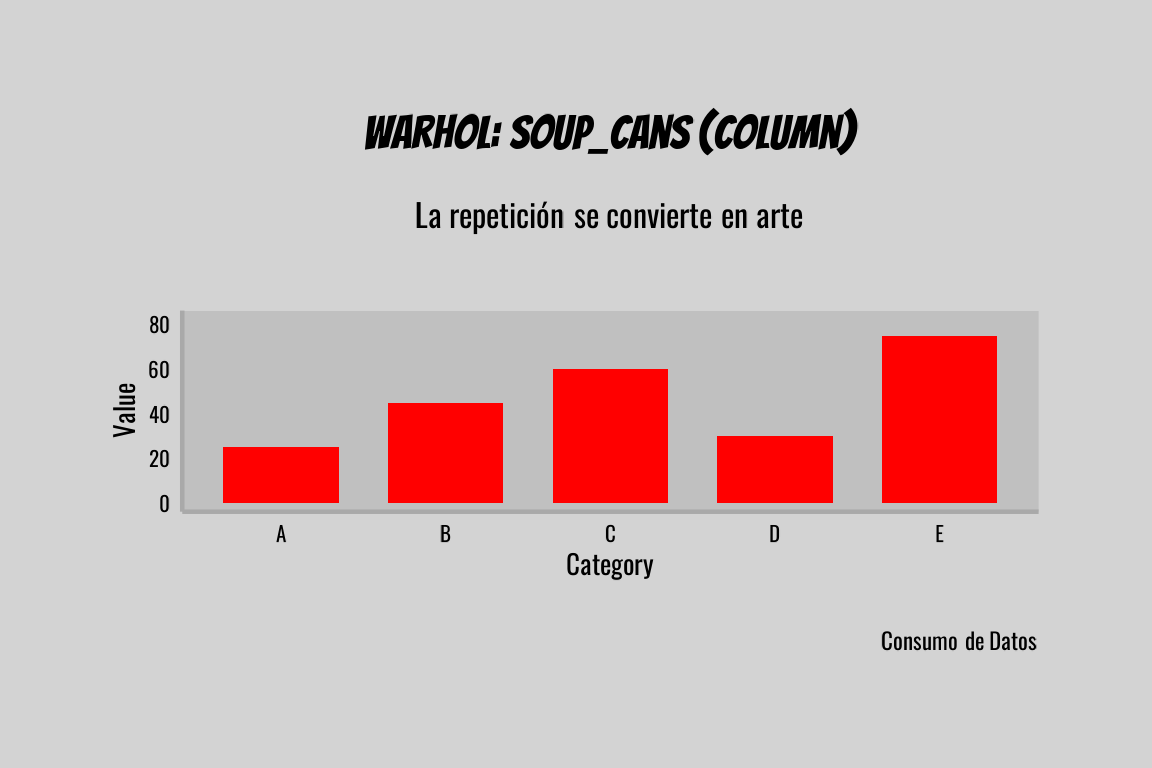 WARHOL: SOUP_CANS (COLUMN)
La repetición se convierte en arte
80
60
40
20
0
Value
A B C D E
Category
Consumo de Datos